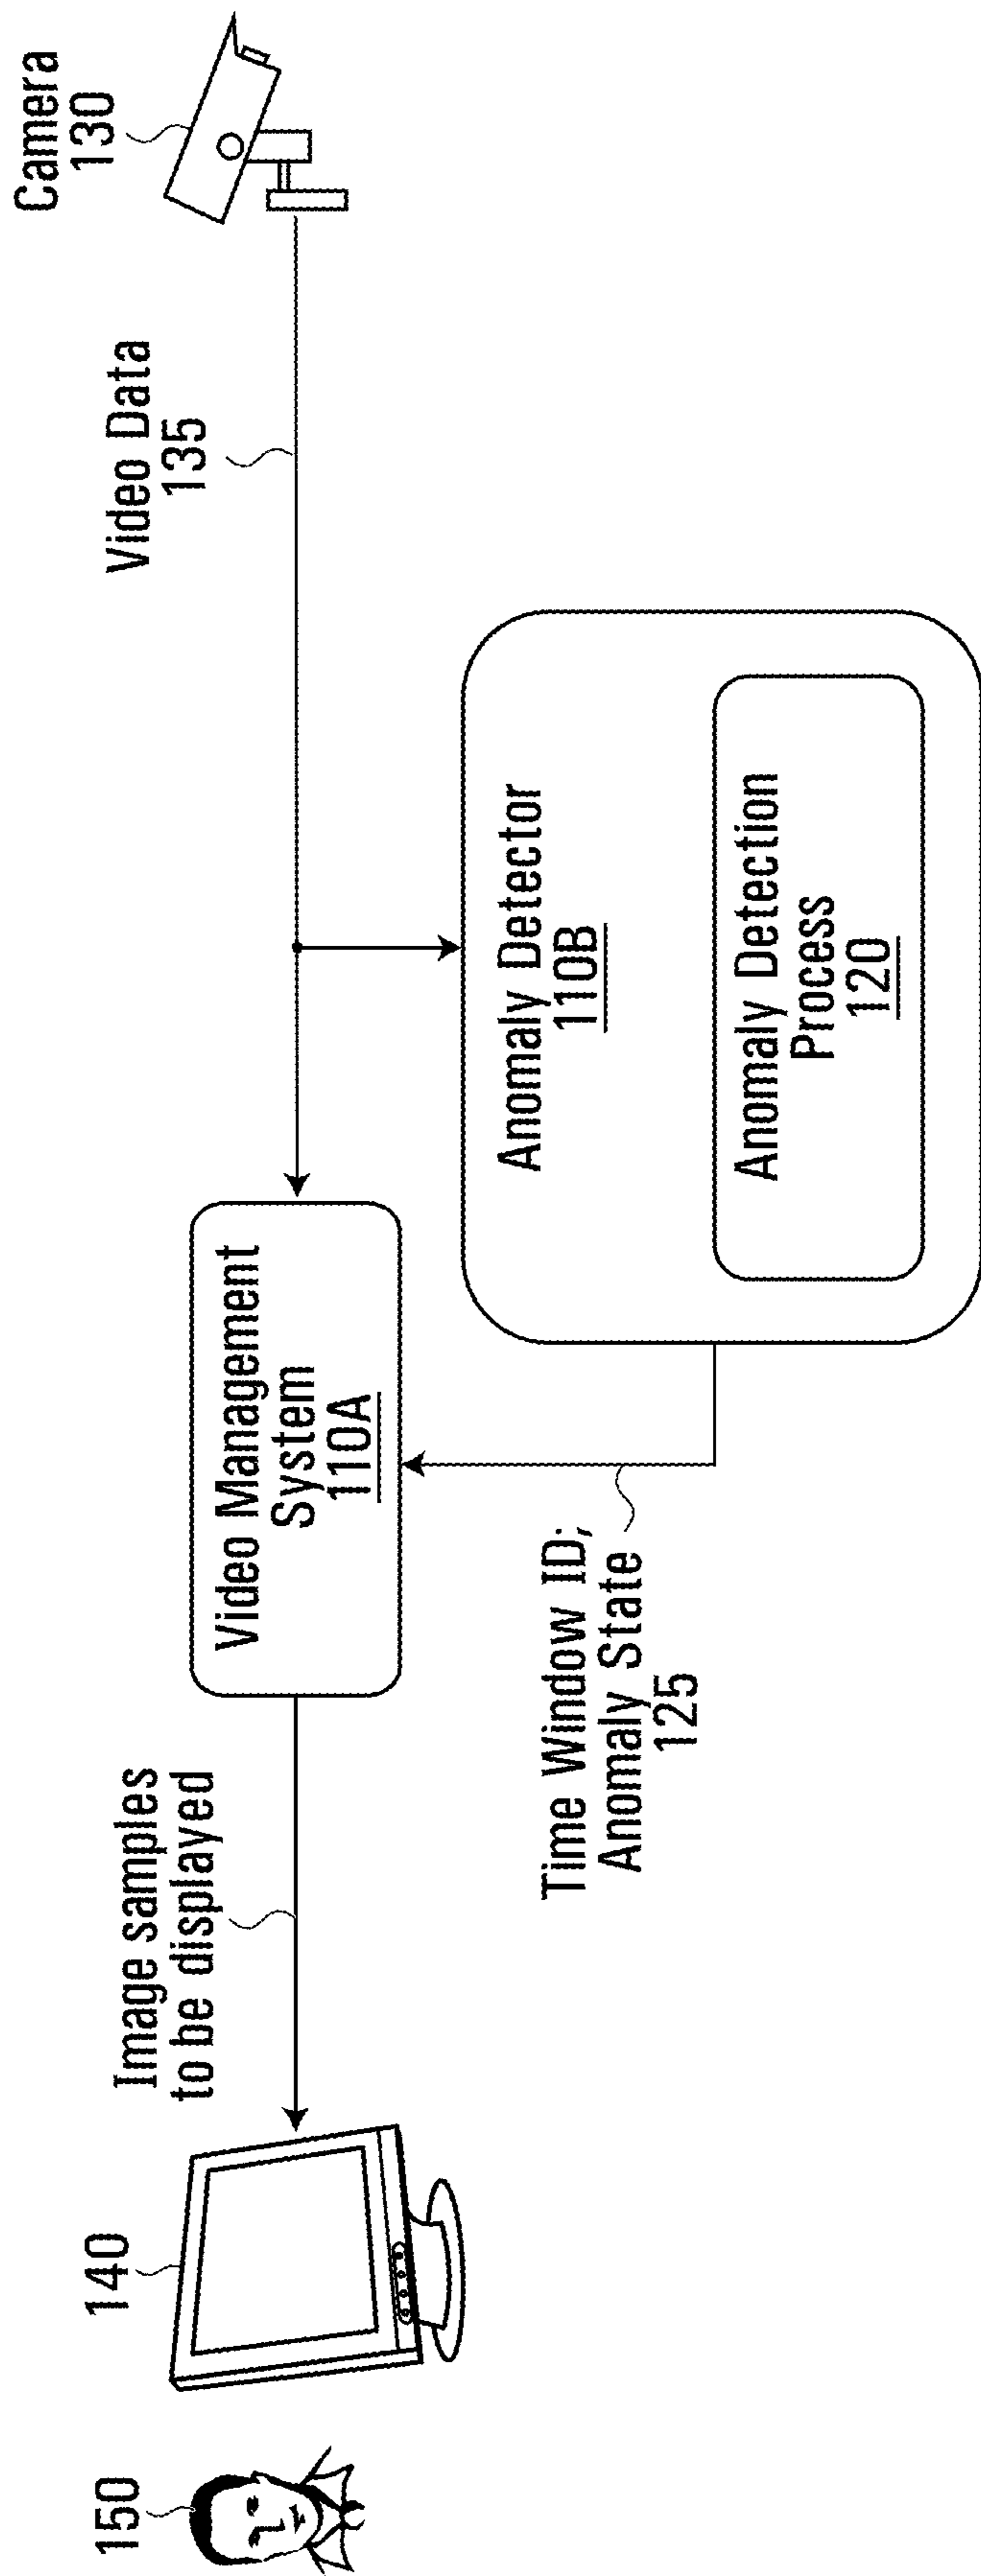 150
140
Image samples
to be displayed
Video Management
System
110A
Time Window ID;
Anomaly State
125
Video Data
135
Camera
130
Anomaly Detector
110B
Anomaly Detection
Process
120